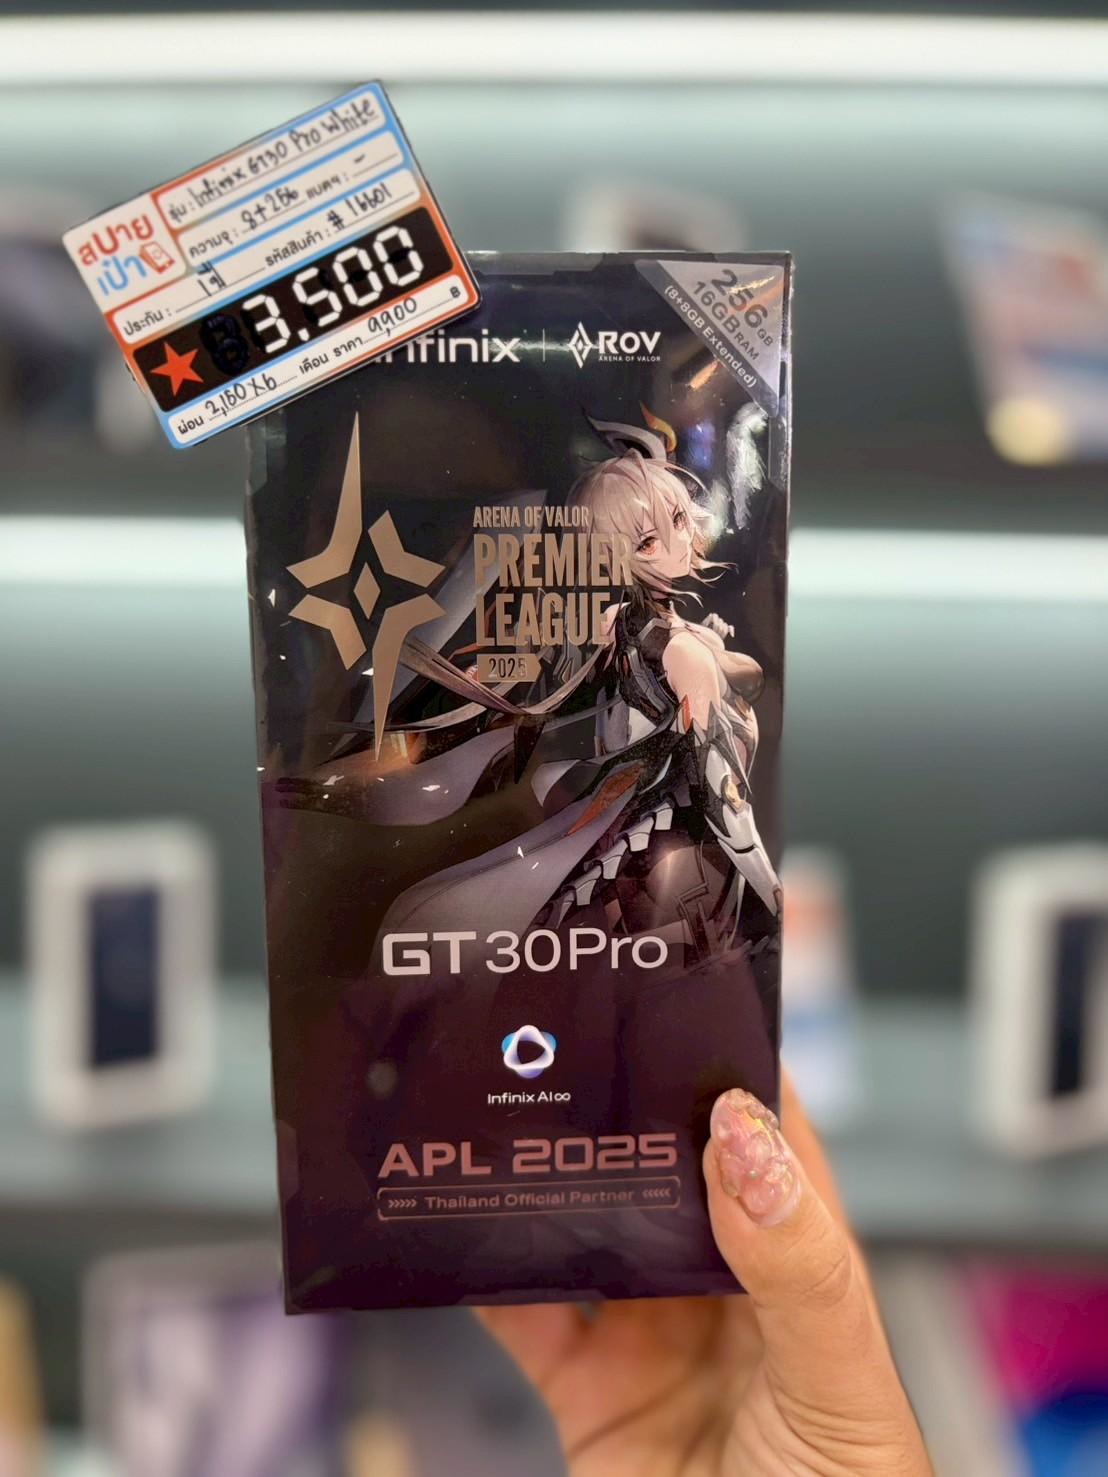 สปาย
เป๋า
รุ่น : Infinix GT30 Pro White
ความจุ : 8+256 แบตฯ : -
ประกัน : 1ปี รหัสสินค้า : #16601
3,500 ฿
ผ่อน 2,150 x 6 เดือน ราคา 9,900
Infinix | ROV
ARENA OF VALOR
256GB
16GB RAM
(8+8GB Extended)
ARENA OF VALOR
PREMIER
LEAGUE
2025
GT 30 Pro
Infinix AI∞
APL 2025
››››› Thailand Official Partner ‹‹‹‹‹